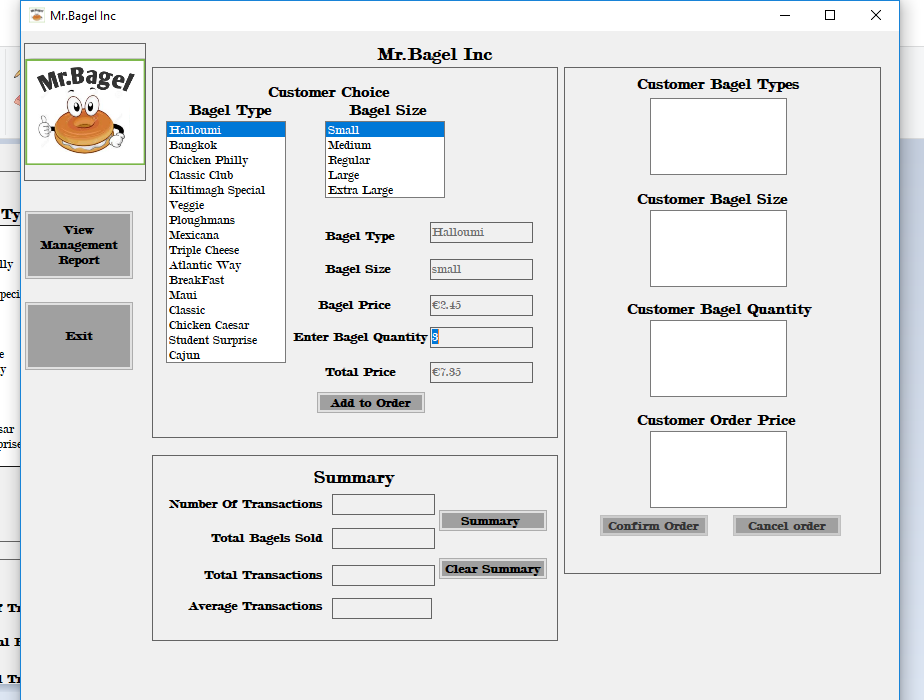 Mr.Bagel Inc
Mr.Bagel
View
Management
Report
Exit
Mr.Bagel Inc
Customer Choice
Bagel Type
Bagel Size
Halloumi
Bangkok
Chicken Philly
Classic Club
Kiltimagh Special
Veggie
Ploughmans
Mexicana
Triple Cheese
Atlantic Way
BreakFast
Maui
Classic
Chicken Caesar
Student Surprise
Cajun
Small
Medium
Regular
Large
Extra Large
Bagel Type Halloumi
Bagel Size small
Bagel Price €2.45
Enter Bagel Quantity 3
Total Price €7.35
Add to Order
Summary
Number Of Transactions
Summary
Total Bagels Sold
Total Transactions
Clear Summary
Average Transactions
Customer Bagel Types
Customer Bagel Size
Customer Bagel Quantity
Customer Order Price
Confirm Order
Cancel order